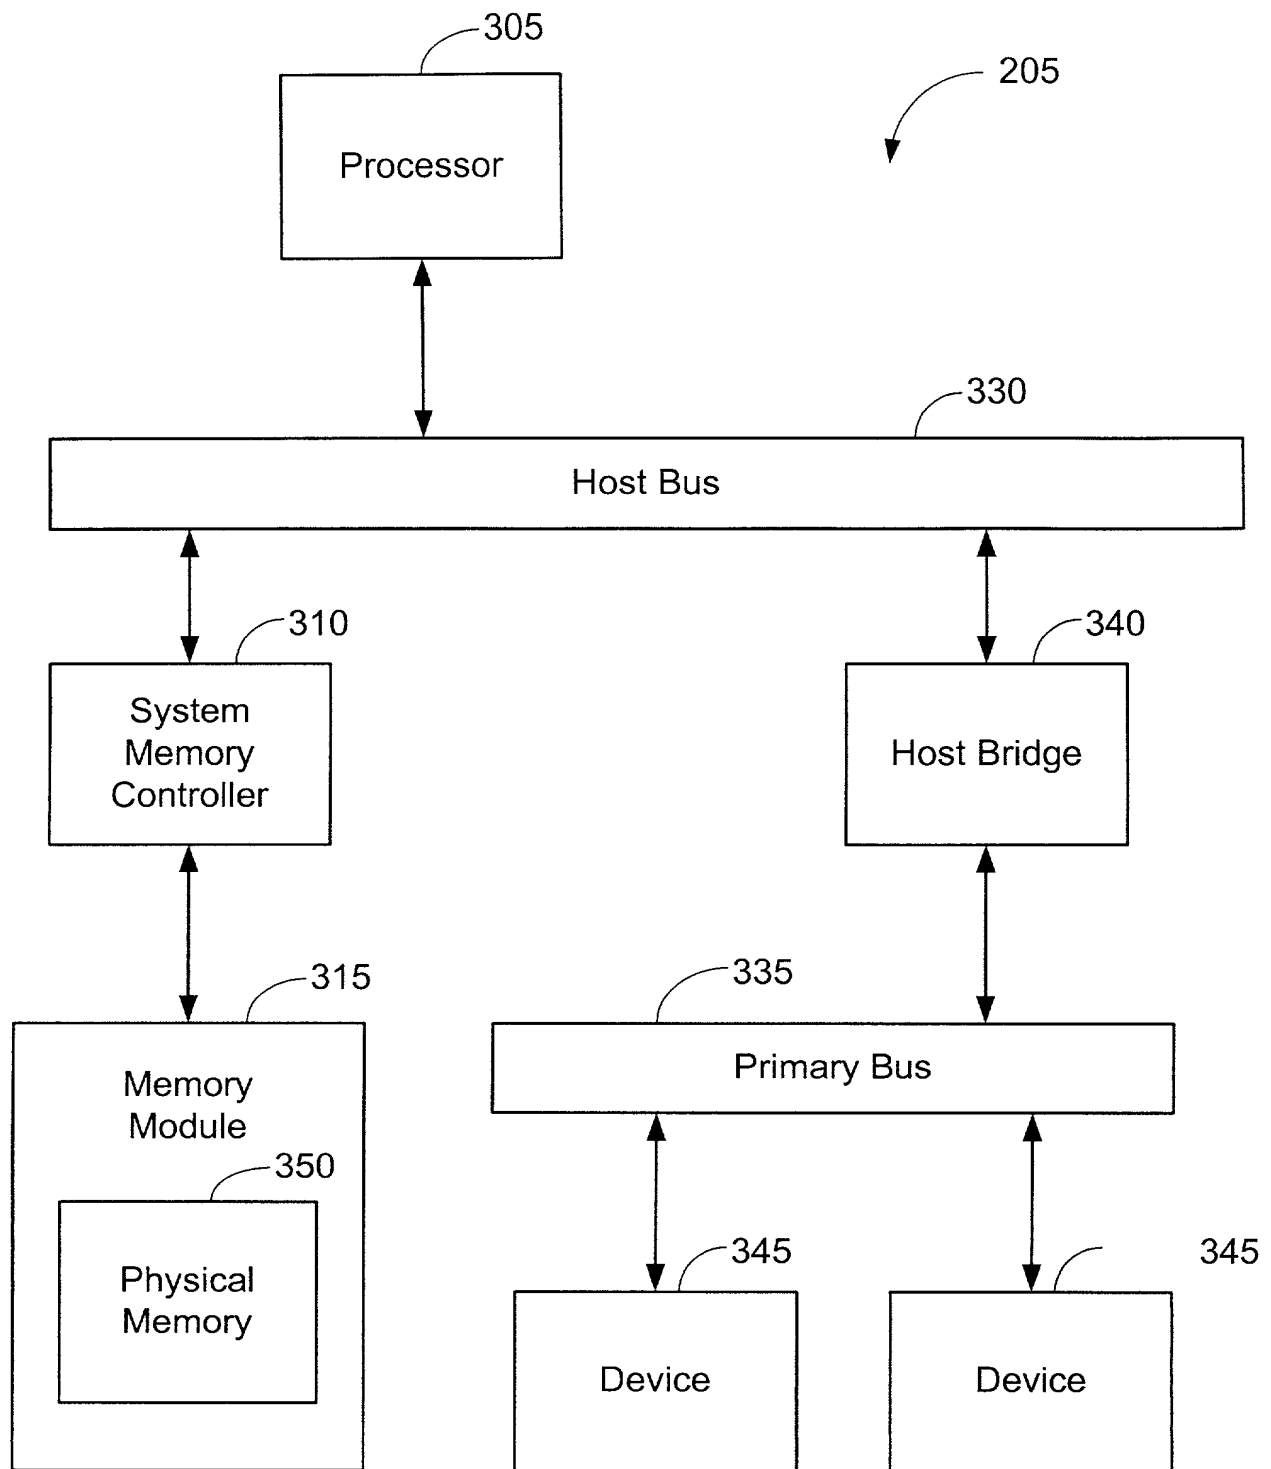 305
205
Processor
330
Host Bus
310
340
System
Memory
Controller
Host Bridge
315
335
Memory
Module
Primary Bus
350
Physical
Memory
345
345
Device
Device